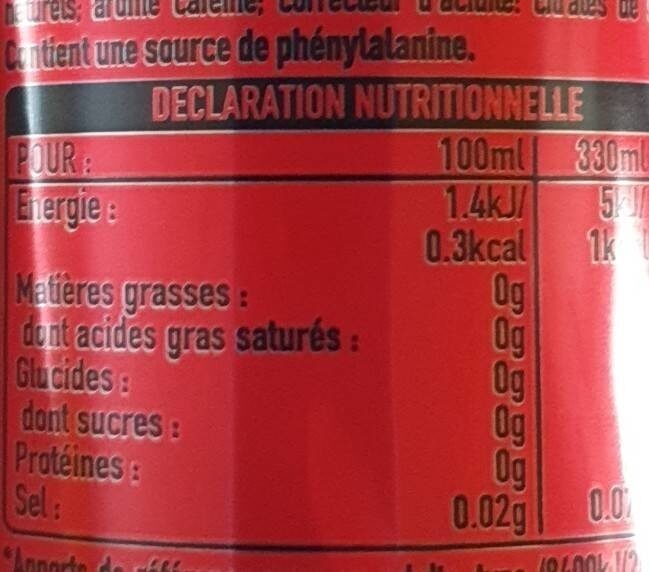 Contient une source de phénylalanine.
DECLARATION NUTRITIONNELLE
POUR : 100ml 330ml
Energie : 1.4kJ/
0.3kcal
Matières grasses : 0g
dont acides gras saturés : 0g
Glucides : 0g
dont sucres : 0g
Protéines : 0g
Sel : 0.02g